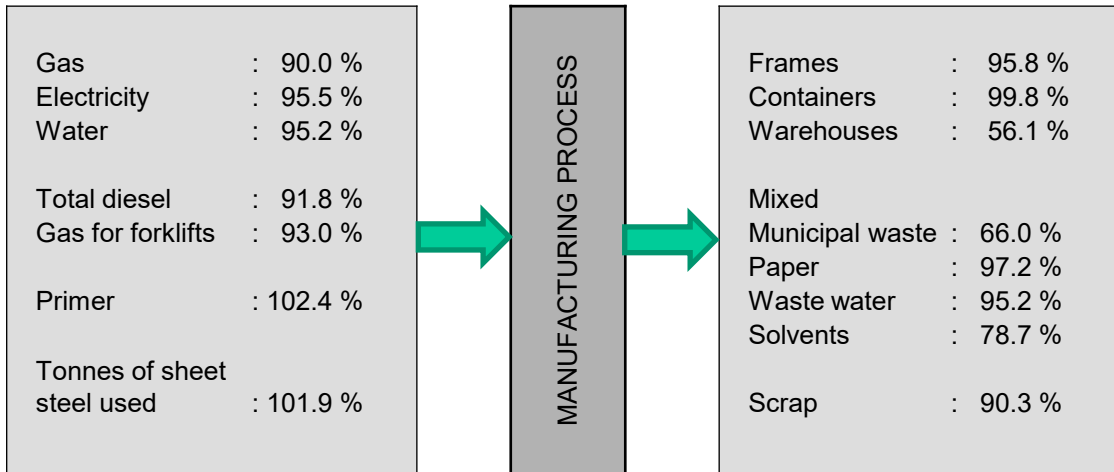 Gas : 90.0 %
Electricity : 95.5 %
Water : 95.2 %
Total diesel : 91.8 %
Gas for forklifts : 93.0 %
Primer : 102.4 %
Tonnes of sheet
steel used : 101.9 %
MANUFACTURING PROCESS
Frames : 95.8 %
Containers : 99.8 %
Warehouses : 56.1 %
Mixed
Municipal waste : 66.0 %
Paper : 97.2 %
Waste water : 95.2 %
Solvents : 78.7 %
Scrap : 90.3 %